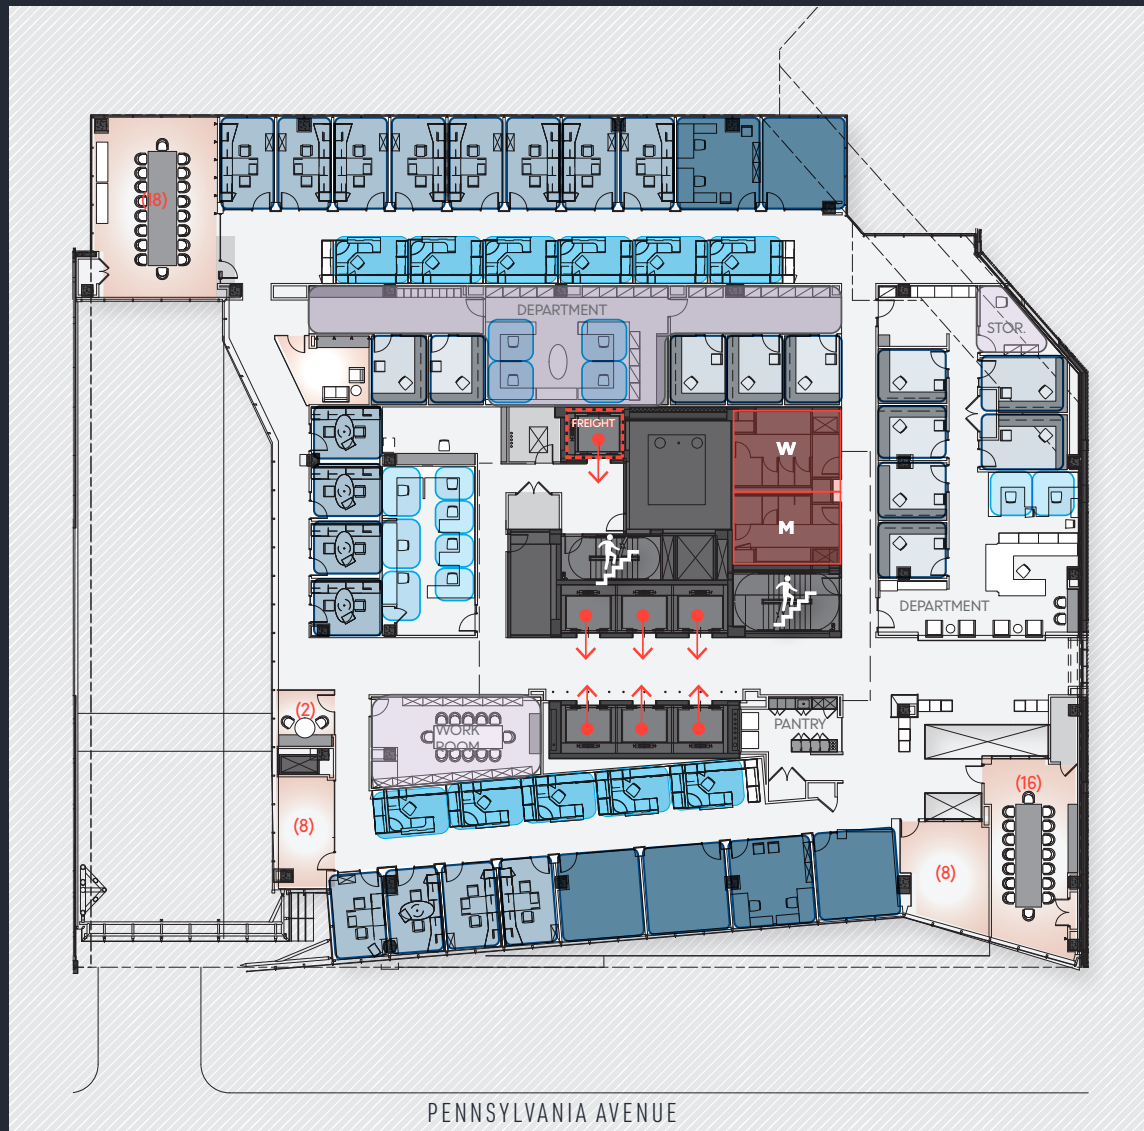 (18)
DEPARTMENT
STOR.
FREIGHT
W
M
DEPARTMENT
(2)
WORK
ROOM
PANTRY
(16)
(8)
(8)
PENNSYLVANIA AVENUE